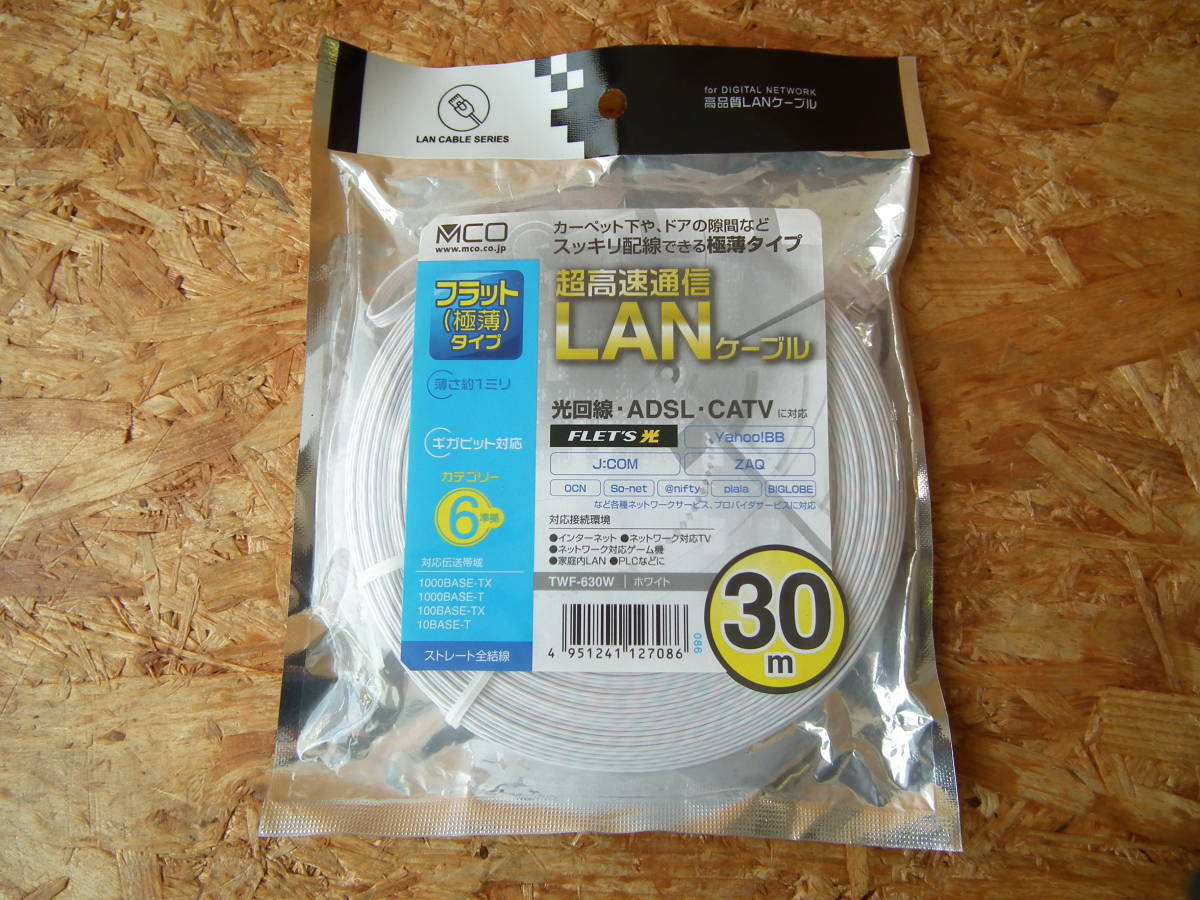 LAN CABLE SERIES
for DIGITAL NETWORK
高品質LANケーブル
MCO
www.mco.co.jp
カーペット下や、ドアの隙間など
スッキリ配線できる極薄タイプ
フラット
(極薄)
タイプ
薄さ約1ミリ
ギガビット対応
カテゴリー
6準拠
対応伝送帯域
1000BASE-TX
1000BASE-T
100BASE-TX
10BASE-T
ストレート全結線
超高速通信
LANケーブル
光回線・ADSL・CATVに対応
FLET'S光 Yahoo!BB
J:COM ZAQ
OCN So-net @nifty plala BIGLOBE
など各種ネットワークサービス、プロバイダサービスに対応
対応接続環境
●インターネット ●ネットワーク対応TV
●ネットワーク対応ゲーム機
●家庭内LAN ●PLCなどに
TWF-630W ホワイト
4 951241 127086
086
30m